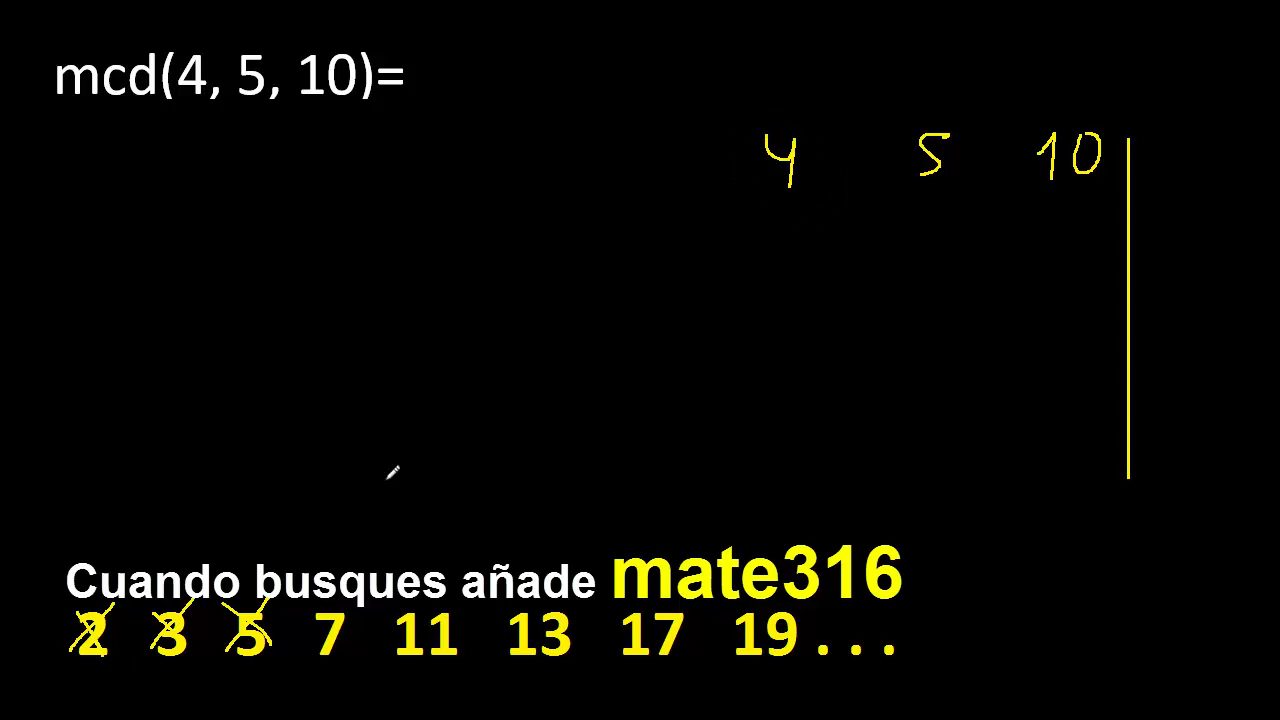 mcd(4, 5, 10)=
4 5 10
Cuando busques añade mate316
2 3 5 7 11 13 17 19 . . .